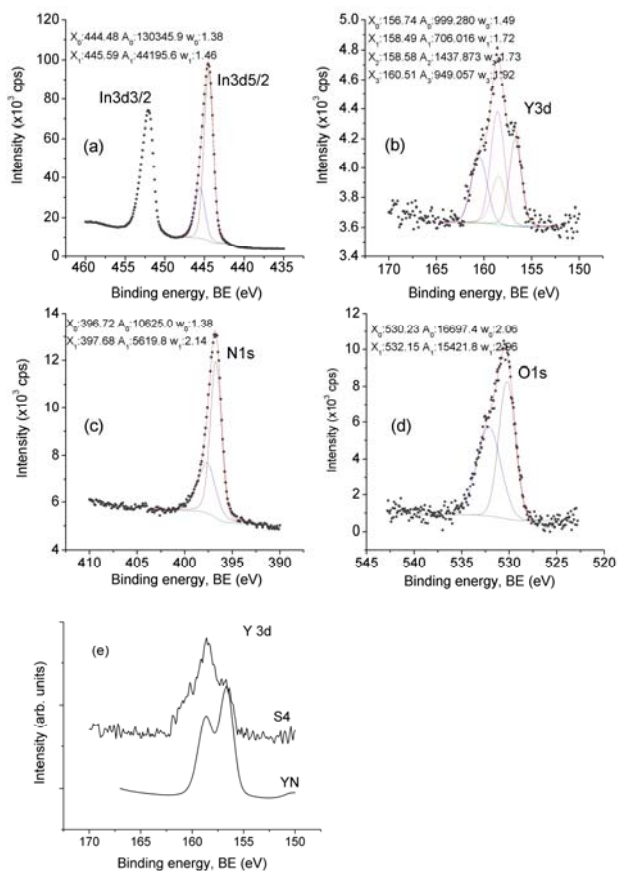 X0:444.48 A0:130345.9 w0:1.38
X1:445.59 A1:44195.6 w1:1.46
In3d3/2
In3d5/2
(a)
Intensity (x10³ cps)
100
80
60
40
20
0
460 455 450 445 440 435
Binding energy, BE (eV)
X0:156.74 A0:999.280 w0:1.49
X1:158.49 A1:706.016 w1:1.72
X2:158.58 A2:1437.873 w2:1.73
X3:160.51 A3:949.057 w3:1.92
Y3d
(b)
Intensity (x10³ cps)
5.0
4.8
4.6
4.4
4.2
4.0
3.8
3.6
3.4
170 165 160 155 150
Binding energy, BE (eV)
X0:396.72 A0:10625.0 w0:1.38
X1:397.68 A1:5619.8 w1:2.14
N1s
(c)
Intensity (x10³ cps)
14
12
10
8
6
4
410 405 400 395 390
Binding energy, BE (eV)
X0:530.23 A0:16697.4 w0:2.06
X1:532.15 A1:15421.8 w1:2.96
O1s
(d)
Intensity (x10³ cps)
12
10
8
6
4
2
0
545 540 535 530 525 520
Binding energy, BE (eV)
(e)
Y 3d
S4
YN
Intensity (arb. units)
170 165 160 155 150
Binding energy, BE (eV)